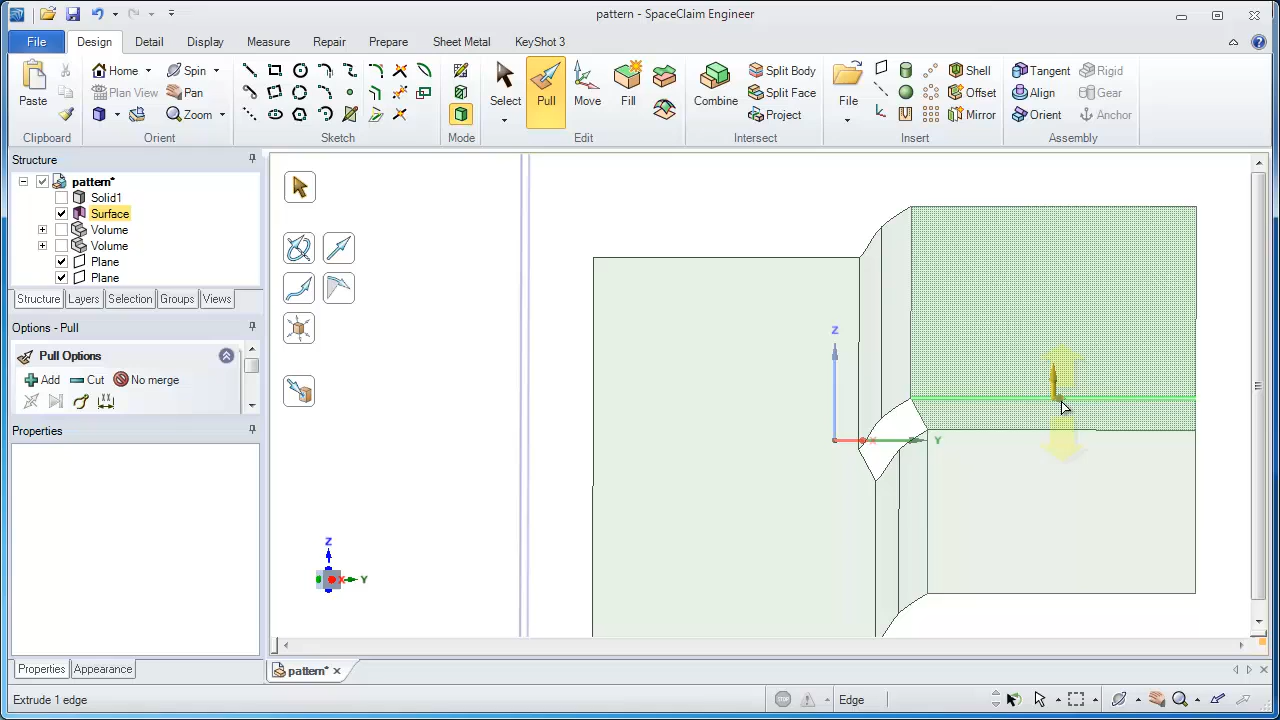 pattern - SpaceClaim Engineer
File Design Detail Display Measure Repair Prepare Sheet Metal KeyShot 3
Paste
Home Spin
Plan View Pan
Zoom
Select Pull Move Fill
Combine
Split Body
Split Face
Project
File
Shell
Offset
Mirror
Tangent Rigid
Align Gear
Orient Anchor
Clipboard Orient Sketch Mode Edit Intersect Insert Assembly
Structure
pattern*
Solid1
Surface
Volume
Volume
Plane
Plane
Structure Layers Selection Groups Views
Options - Pull
Pull Options
Add Cut No merge
Properties
Properties Appearance
Z
X
Y
Z
X Y
pattern*
Extrude 1 edge
Edge